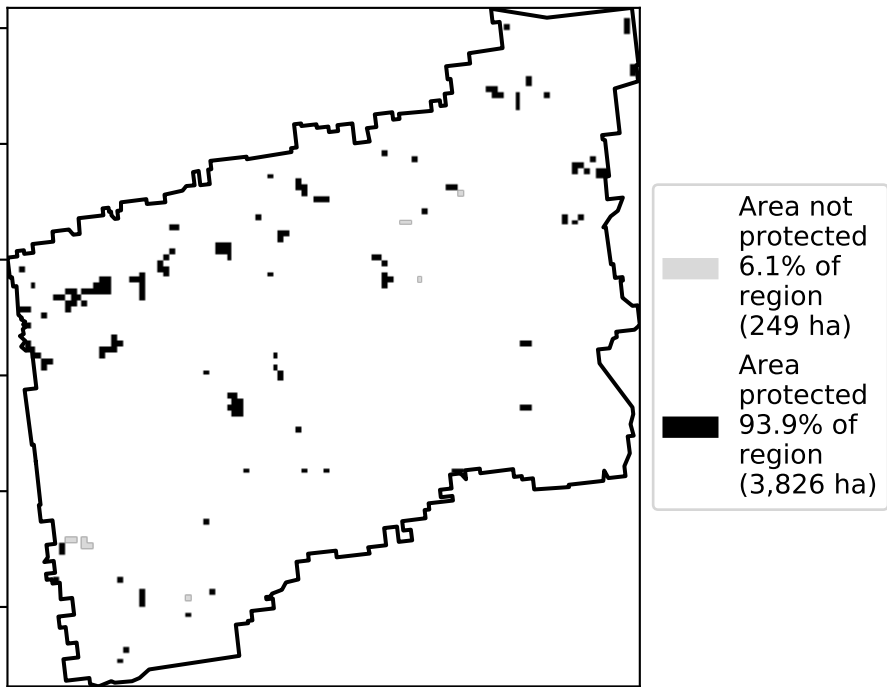 Area not
protected
6.1% of
region
(249 ha)
Area
protected
93.9% of
region
(3,826 ha)